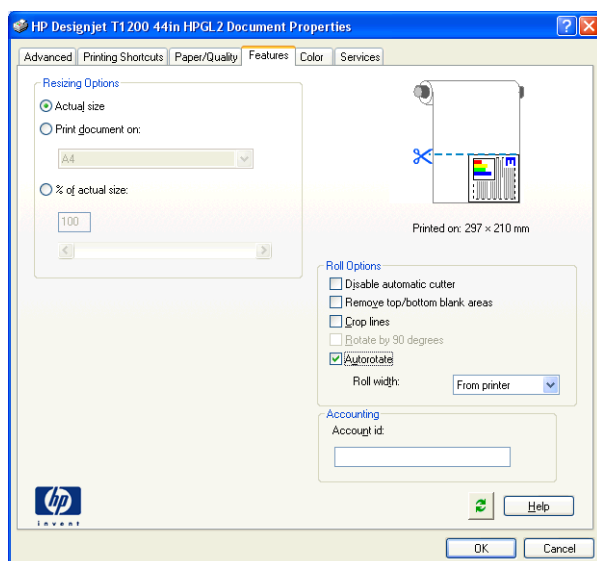 HP Designjet T1200 44in HPGL2 Document Properties
Advanced Printing Shortcuts Paper/Quality Features Color Services
Resizing Options
Actual size
Print document on:
A4
% of actual size:
100
Printed on: 297 × 210 mm
Roll Options
Disable automatic cutter
Remove top/bottom blank areas
Crop lines
Rotate by 90 degrees
Autorotate
Roll width: From printer
Accounting
Account id:
hp
invent
Help
OK Cancel